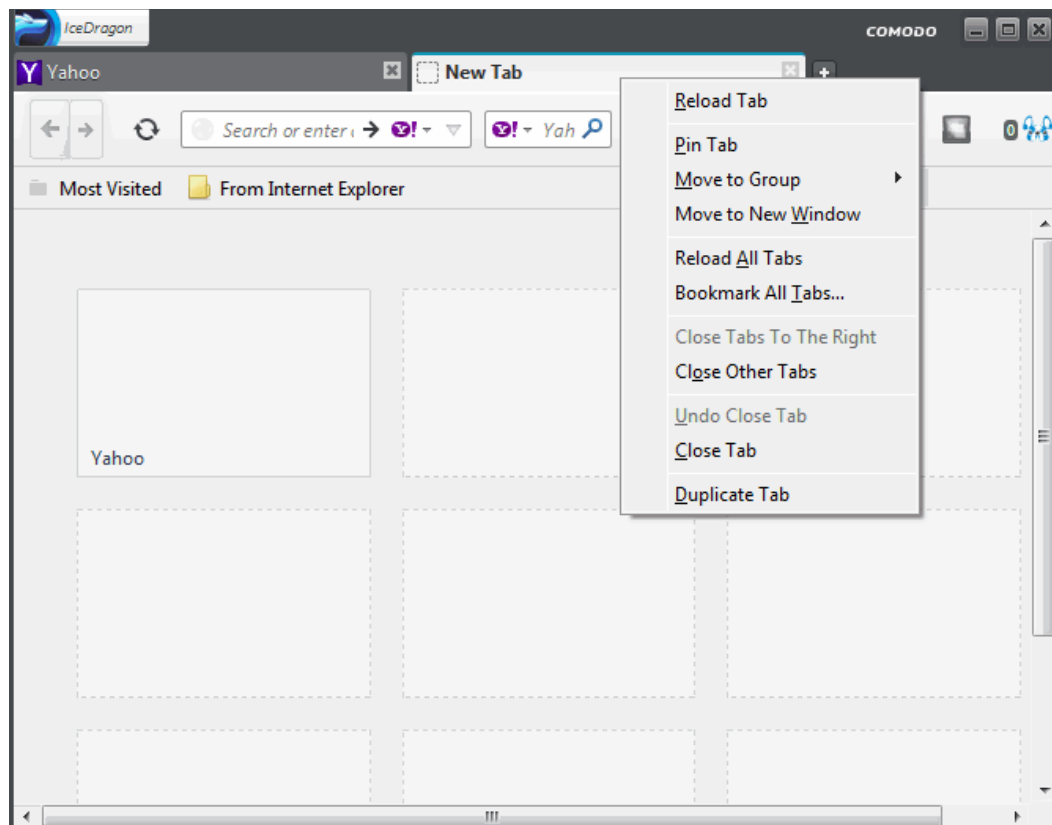 IceDragon
COMODO
Yahoo
New Tab
Search or enter
Yah
0
Most Visited
From Internet Explorer
Reload Tab
Pin Tab
Move to Group
Move to New Window
Reload All Tabs
Bookmark All Tabs...
Close Tabs To The Right
Close Other Tabs
Undo Close Tab
Close Tab
Duplicate Tab
Yahoo